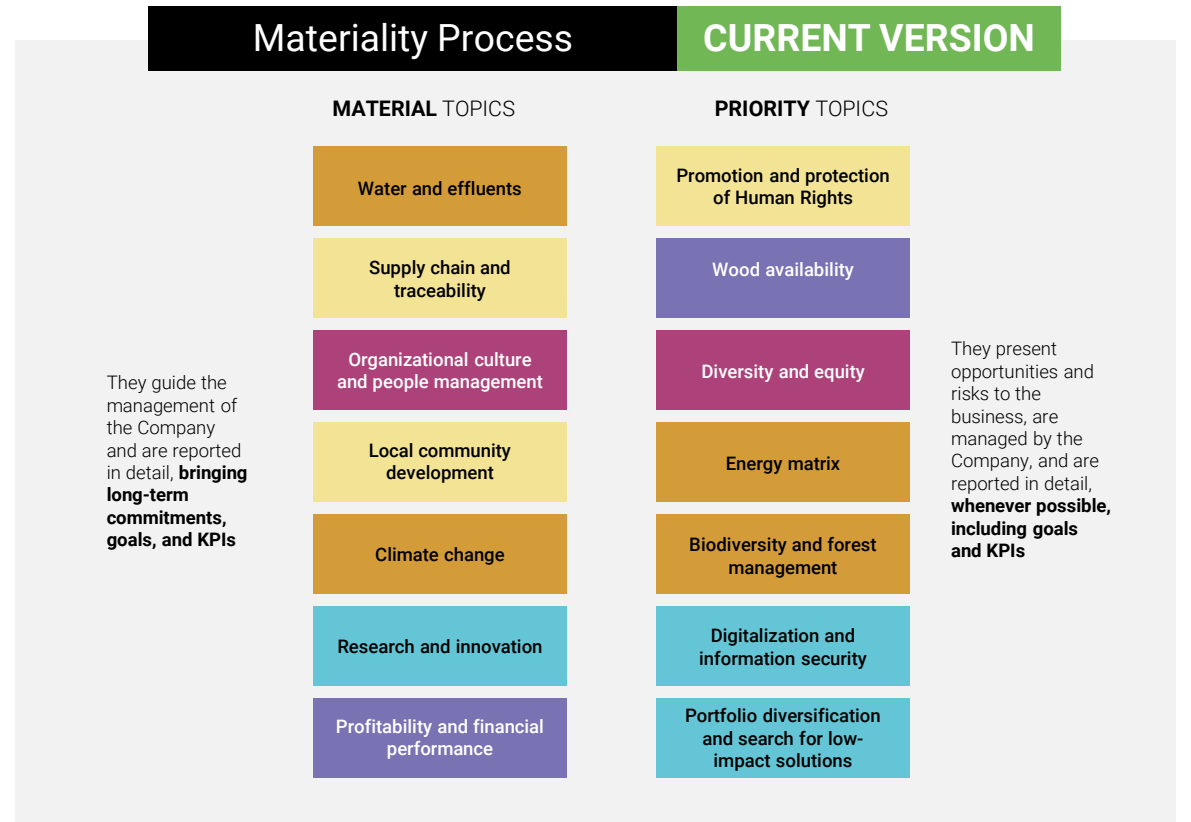 Materiality Process
CURRENT VERSION
MATERIAL TOPICS
Water and effluents
Supply chain and
traceability
Organizational culture
and people management
Local community
development
Climate change
Research and innovation
Profitability and financial
performance
They guide the
management of
the Company
and are reported
in detail, bringing
long-term
commitments,
goals, and KPIs
PRIORITY TOPICS
Promotion and protection
of Human Rights
Wood availability
Diversity and equity
Energy matrix
Biodiversity and forest
management
Digitalization and
information security
Portfolio diversification
and search for low-
impact solutions
They present
opportunities and
risks to the
business, are
managed by the
Company, and are
reported in detail,
whenever possible,
including goals
and KPIs